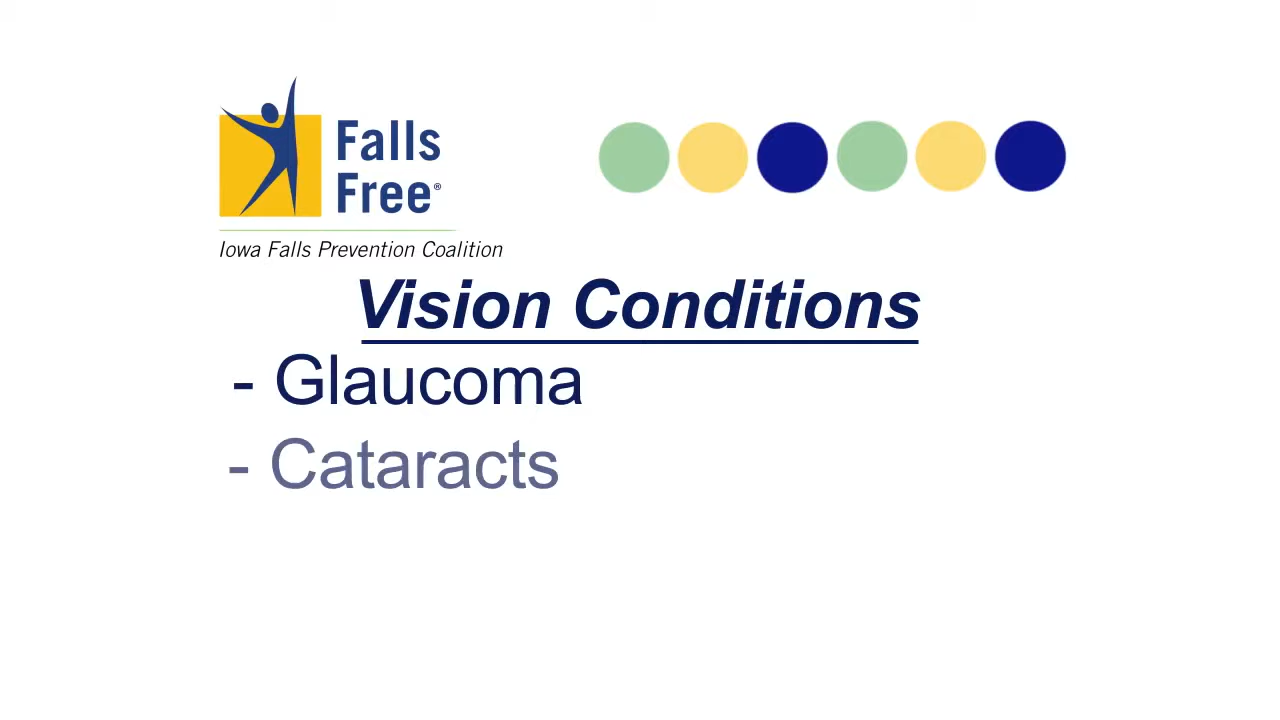 Falls
Free®
Iowa Falls Prevention Coalition
Vision Conditions
- Glaucoma
- Cataracts